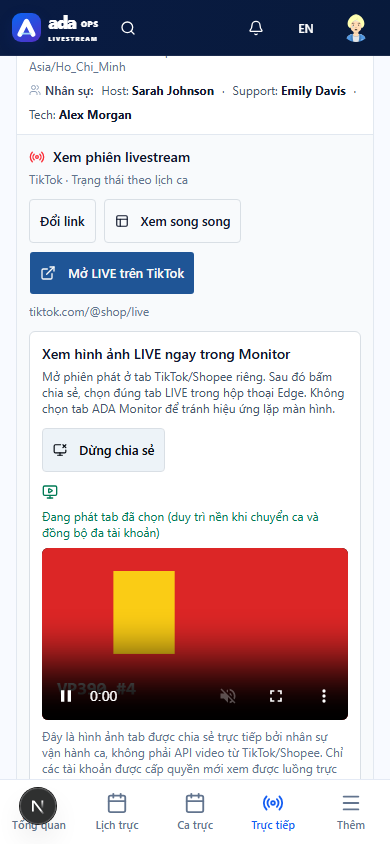 ada OPS
LIVESTREAM
EN
Asia/Ho_Chi_Minh
Nhân sự: Host: Sarah Johnson · Support: Emily Davis ·
Tech: Alex Morgan
Xem phiên livestream
TikTok · Trạng thái theo lịch ca
Đổi link
Xem song song
Mở LIVE trên TikTok
tiktok.com/@shop/live
Xem hình ảnh LIVE ngay trong Monitor
Mở phiên phát ở tab TikTok/Shopee riêng. Sau đó bấm
chia sẻ, chọn đúng tab LIVE trong hộp thoại Edge. Không
chọn tab ADA Monitor để tránh hiệu ứng lặp màn hình.
Dừng chia sẻ
Đang phát tab đã chọn (duy trì nền khi chuyển ca và
đồng bộ đa tài khoản)
VP390 #4
0:00
Đây là hình ảnh tab được chia sẻ trực tiếp bởi nhân sự
vận hành ca, không phải API video từ TikTok/Shopee. Chỉ
các tài khoản được cấp quyền mới xem được luồng trực
N
Tổng quan
Lịch trực
Ca trực
Trực tiếp
Thêm